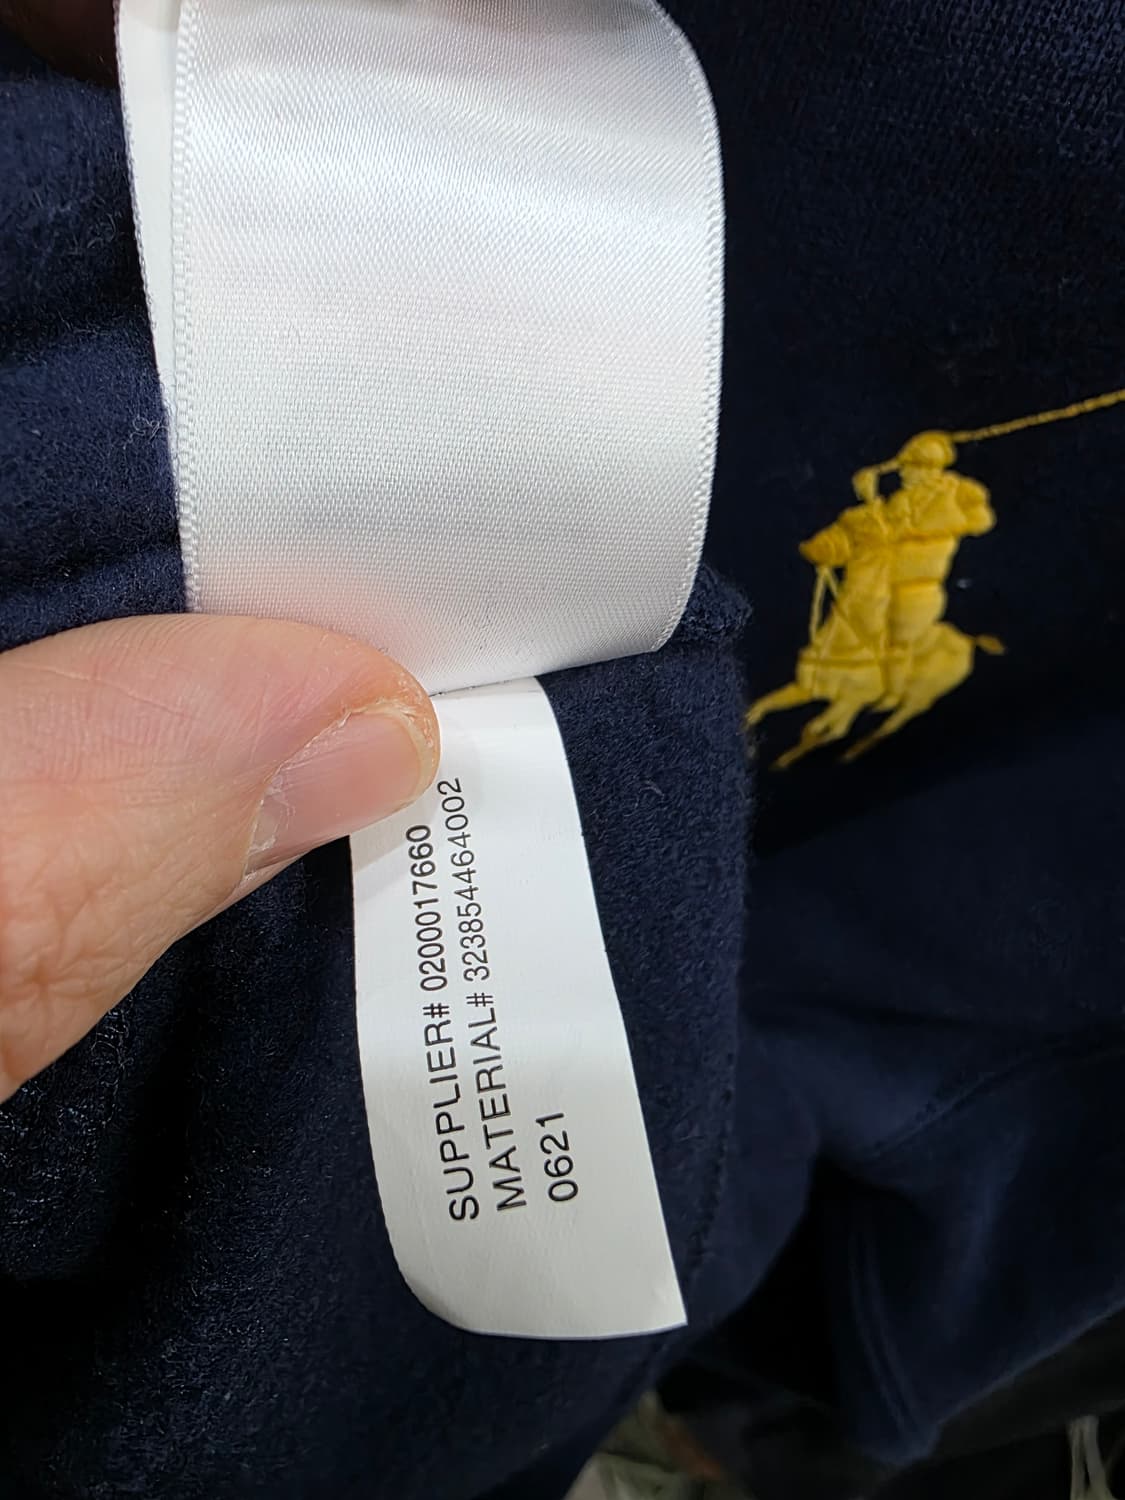 SUPPLIER# 0200017660
MATERIAL# 323854464002
0621